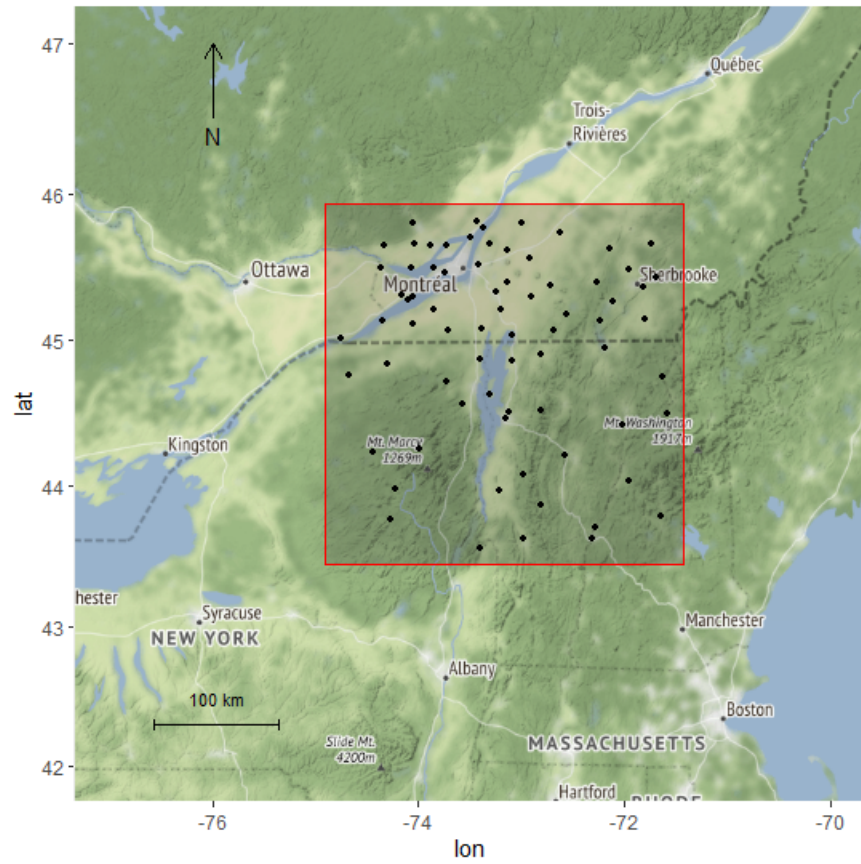 47
Québec
N
Trois-
Rivières
46
Ottawa
Montréal
Sherbrooke
45
lat
Kingston
Mt. Marcy
1269m
Mt. Washington
1917m
44
hester
Syracuse
NEW YORK
43
Manchester
Albany
100 km
Boston
Slide Mt.
4200m
MASSACHUSETTS
42
Hartford
RHODE
-76
-74
-72
-70
lon